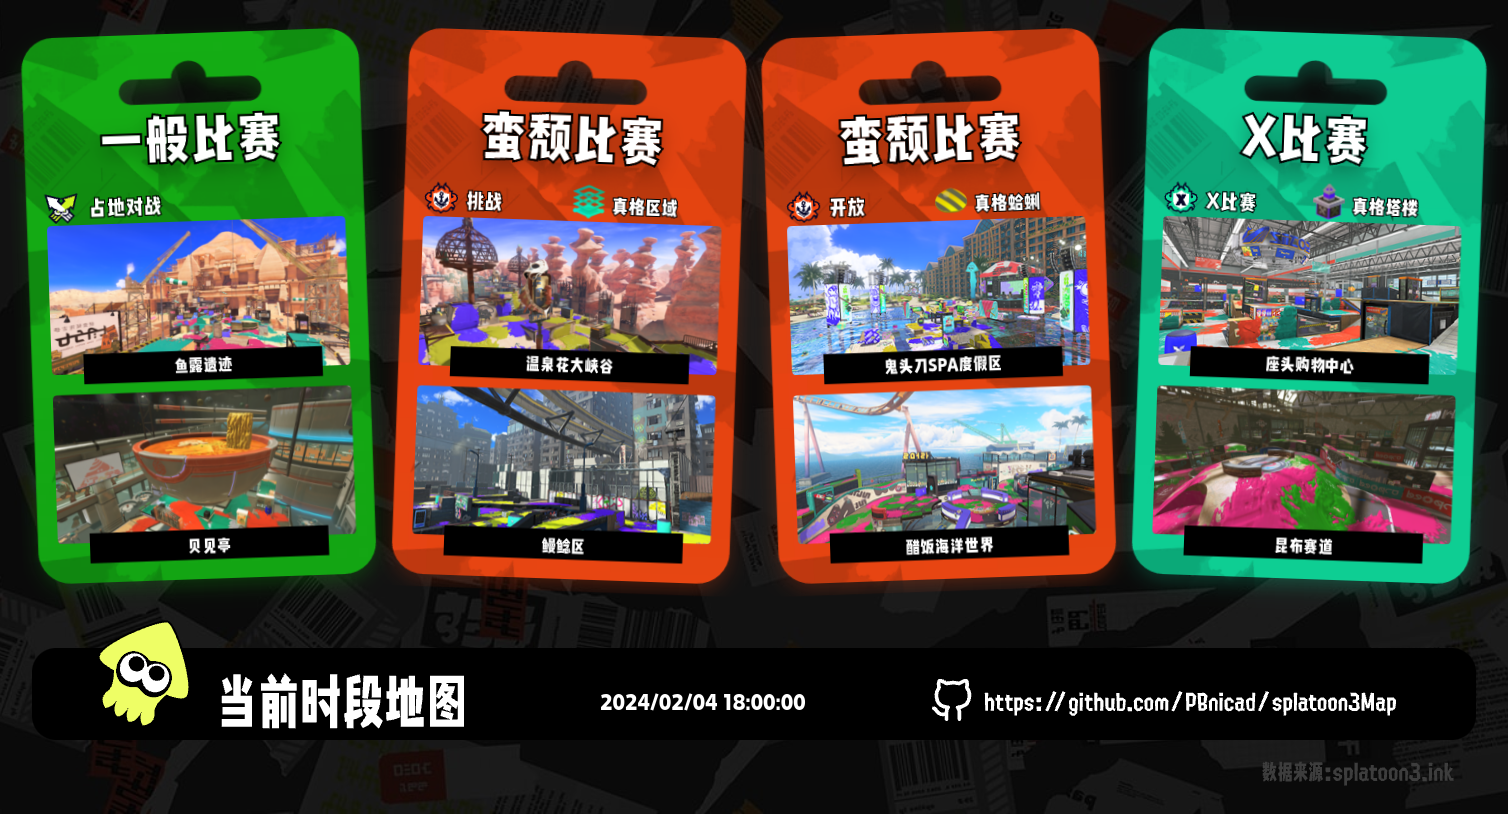 一般比赛
占地对战
鱼露遗迹
贝见亭
蛮颓比赛
挑战
真格区域
温泉花大峡谷
鳗鲶区
蛮颓比赛
开放
真格蛤蜊
鬼头刀SPA度假区
醋饭海洋世界
X比赛
X比赛
真格塔楼
座头购物中心
昆布赛道
当前时段地图
2024/02/04 18:00:00
https://github.com/PBnicad/splatoon3Map
数据来源:splatoon3.ink